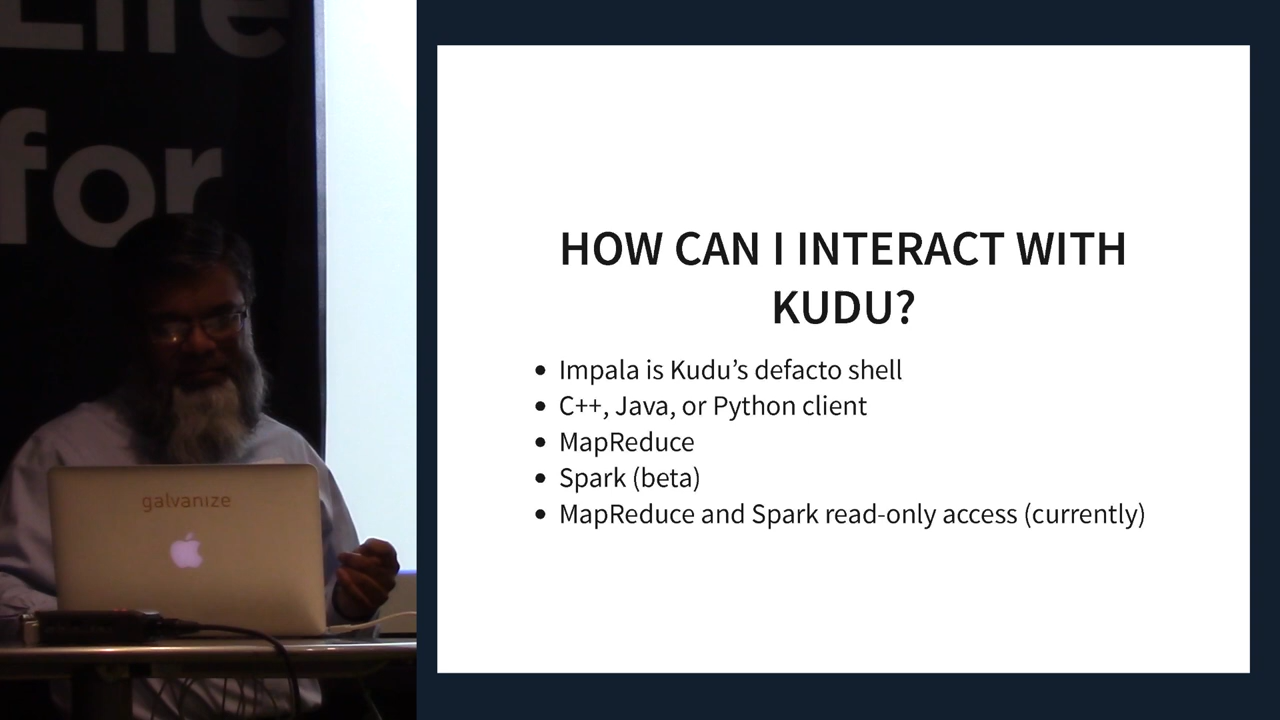 Life
for
galvanize
HOW CAN I INTERACT WITH
KUDU?
• Impala is Kudu’s defacto shell
• C++, Java, or Python client
• MapReduce
• Spark (beta)
• MapReduce and Spark read-only access (currently)